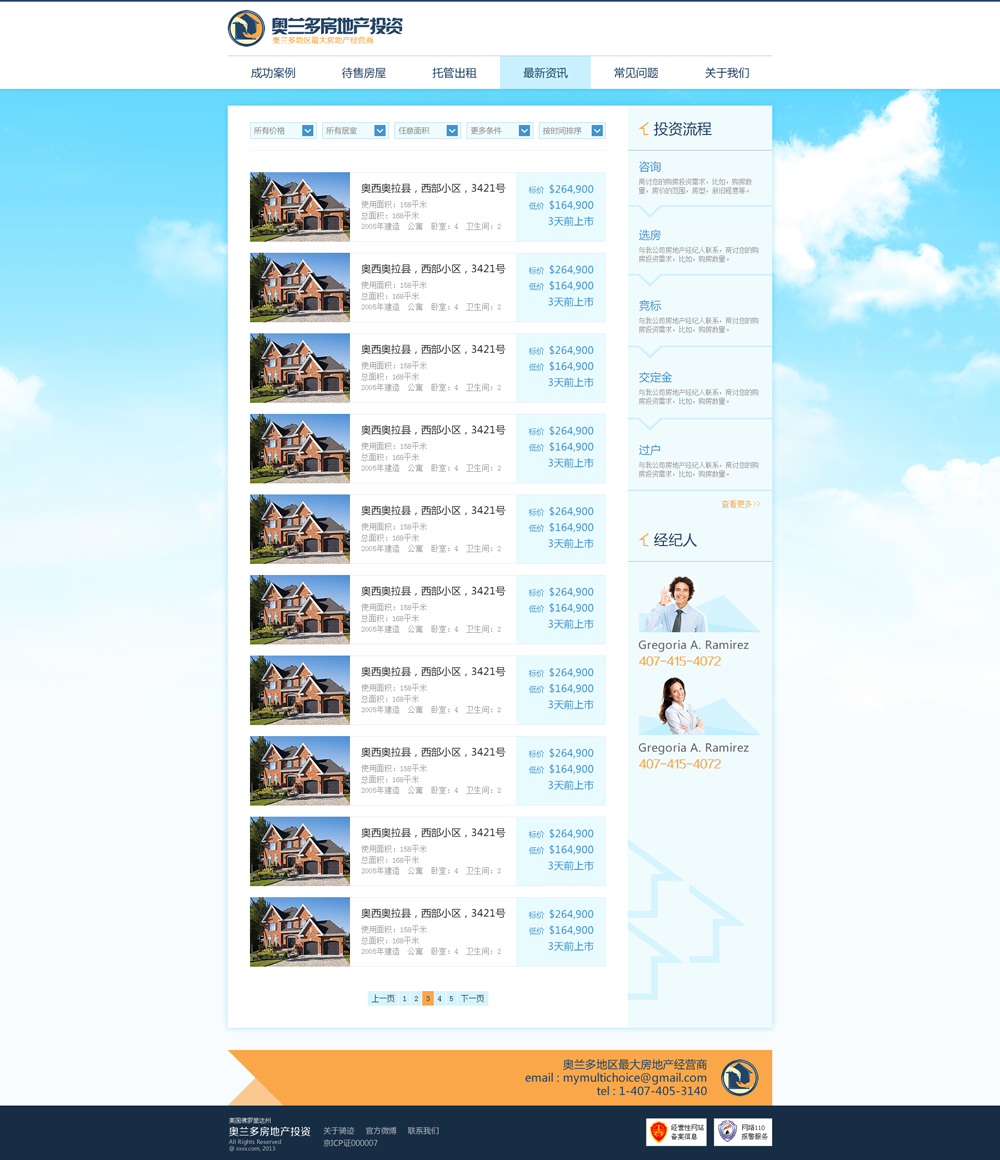 奥兰多房地产投资
奥兰多地区最大房地产经营商
成功案例 待售房屋 托管出租 最新资讯 常见问题 关于我们
所有价格 所有居室 任意面积 更多条件 按时间排序
奥西奥拉县，西部小区，3421号
使用面积：158平米
总面积：168平米
2005年建造 公寓 卧室：4 卫生间：2
标价 $264,900
低价 $164,900
3天前上市
奥西奥拉县，西部小区，3421号
使用面积：158平米
总面积：168平米
2005年建造 公寓 卧室：4 卫生间：2
标价 $264,900
低价 $164,900
3天前上市
奥西奥拉县，西部小区，3421号
使用面积：158平米
总面积：168平米
2005年建造 公寓 卧室：4 卫生间：2
标价 $264,900
低价 $164,900
3天前上市
奥西奥拉县，西部小区，3421号
使用面积：158平米
总面积：168平米
2005年建造 公寓 卧室：4 卫生间：2
标价 $264,900
低价 $164,900
3天前上市
奥西奥拉县，西部小区，3421号
使用面积：158平米
总面积：168平米
2005年建造 公寓 卧室：4 卫生间：2
标价 $264,900
低价 $164,900
3天前上市
奥西奥拉县，西部小区，3421号
使用面积：158平米
总面积：168平米
2005年建造 公寓 卧室：4 卫生间：2
标价 $264,900
低价 $164,900
3天前上市
奥西奥拉县，西部小区，3421号
使用面积：158平米
总面积：168平米
2005年建造 公寓 卧室：4 卫生间：2
标价 $264,900
低价 $164,900
3天前上市
奥西奥拉县，西部小区，3421号
使用面积：158平米
总面积：168平米
2005年建造 公寓 卧室：4 卫生间：2
标价 $264,900
低价 $164,900
3天前上市
奥西奥拉县，西部小区，3421号
使用面积：158平米
总面积：168平米
2005年建造 公寓 卧室：4 卫生间：2
标价 $264,900
低价 $164,900
3天前上市
奥西奥拉县，西部小区，3421号
使用面积：158平米
总面积：168平米
2005年建造 公寓 卧室：4 卫生间：2
标价 $264,900
低价 $164,900
3天前上市
上一页 1 2 3 4 5 下一页
投资流程
咨询
商讨您的购房投资需求，比如，购房数
量，房价的范围，房型，新旧程度等。
选房
与我公司房地产经纪人联系，商讨您的购
房投资需求，比如，购房数量。
竞标
与我公司房地产经纪人联系，商讨您的购
房投资需求，比如，购房数量。
交定金
与我公司房地产经纪人联系，商讨您的购
房投资需求，比如，购房数量。
过户
与我公司房地产经纪人联系，商讨您的购
房投资需求，比如，购房数量。
查看更多>>
经纪人
Gregoria A. Ramirez
407-415-4072
Gregoria A. Ramirez
407-415-4072
奥兰多地区最大房地产经营商
email : mymultichoice@gmail.com
tel : 1-407-405-3140
美国佛罗里达州
奥兰多房地产投资
All Rights Reserved
@ xxxx.com, 2013
关于骑迹 官方微博 联系我们
京ICP证000007
经营性网站
备案信息
网络110
报警服务